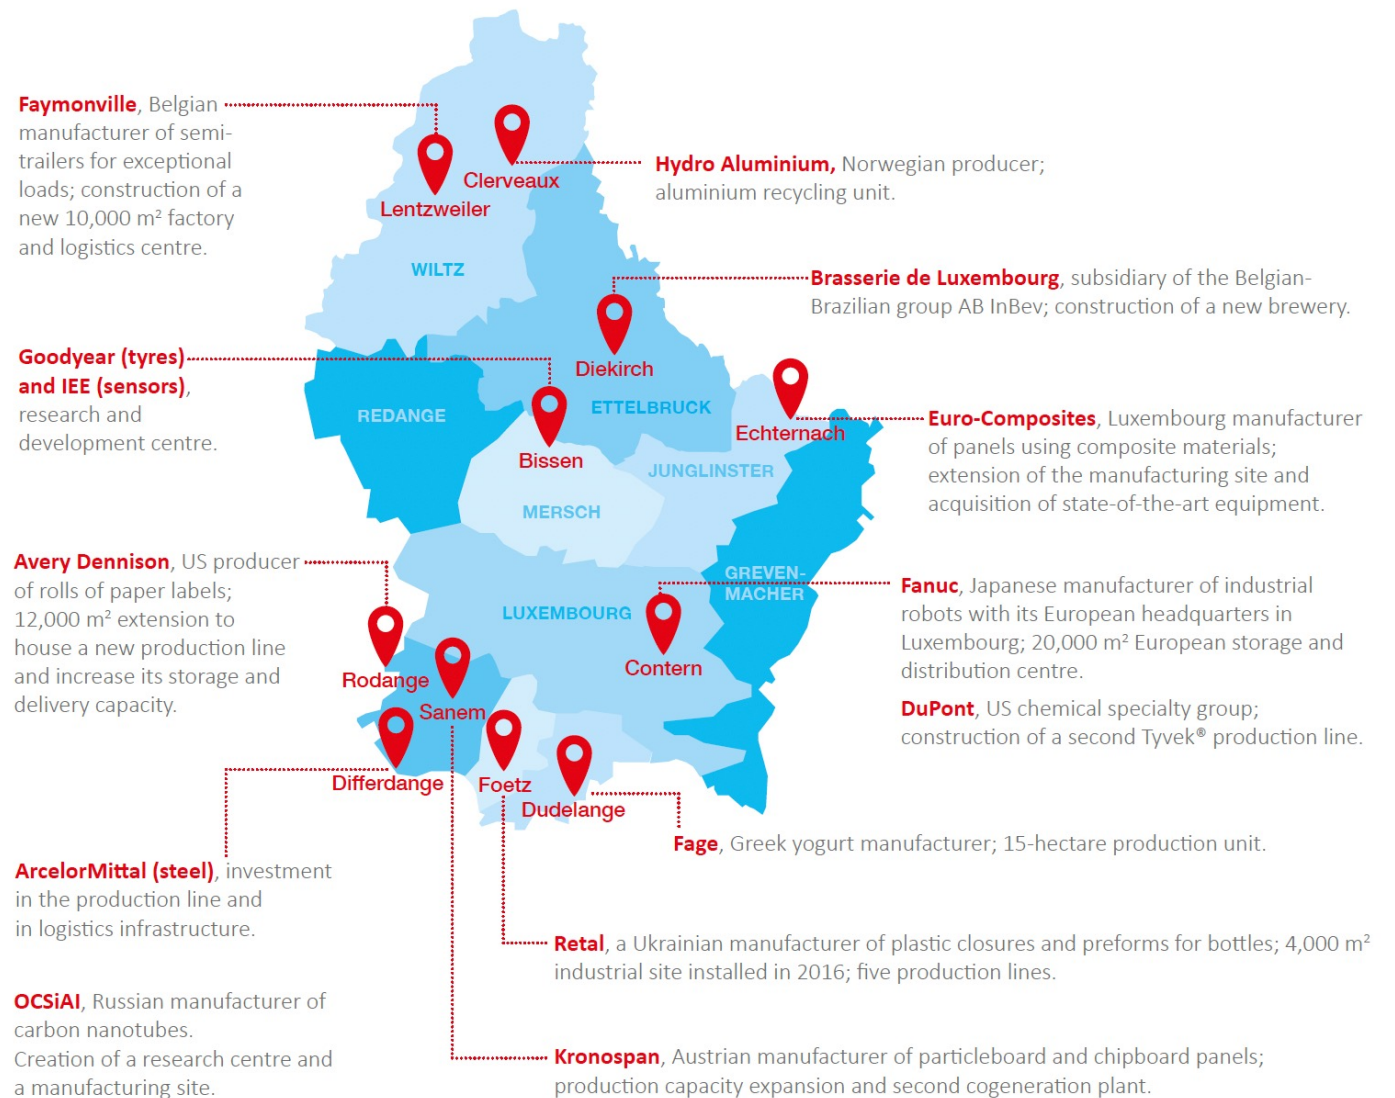 Faymonville, Belgian
manufacturer of semi-
trailers for exceptional
loads; construction of a
new 10,000 m² factory
and logistics centre.
Clerveaux
Lentzweiler
Hydro Aluminium, Norwegian producer;
aluminium recycling unit.
WILTZ
Brasserie de Luxembourg, subsidiary of the Belgian-
Brazilian group AB InBev; construction of a new brewery.
Goodyear (tyres)
and IEE (sensors),
research and
development centre.
Diekirch
REDANGE
ETTELBRUCK
Echternach
Bissen
JUNGLINSTER
MERSCH
Euro-Composites, Luxembourg manufacturer
of panels using composite materials;
extension of the manufacturing site and
acquisition of state-of-the-art equipment.
Avery Dennison, US producer
of rolls of paper labels;
12,000 m² extension to
house a new production line
and increase its storage and
delivery capacity.
GREVEN-
MACHER
LUXEMBOURG
Contern
Rodange
Sanem
Fanuc, Japanese manufacturer of industrial
robots with its European headquarters in
Luxembourg; 20,000 m² European storage and
distribution centre.
DuPont, US chemical specialty group;
construction of a second Tyvek® production line.
Differdange
Foetz
Dudelange
Fage, Greek yogurt manufacturer; 15-hectare production unit.
ArcelorMittal (steel), investment
in the production line and
in logistics infrastructure.
Retal, a Ukrainian manufacturer of plastic closures and preforms for bottles; 4,000 m²
industrial site installed in 2016; five production lines.
OCSiAI, Russian manufacturer of
carbon nanotubes.
Creation of a research centre and
a manufacturing site.
Kronospan, Austrian manufacturer of particleboard and chipboard panels;
production capacity expansion and second cogeneration plant.